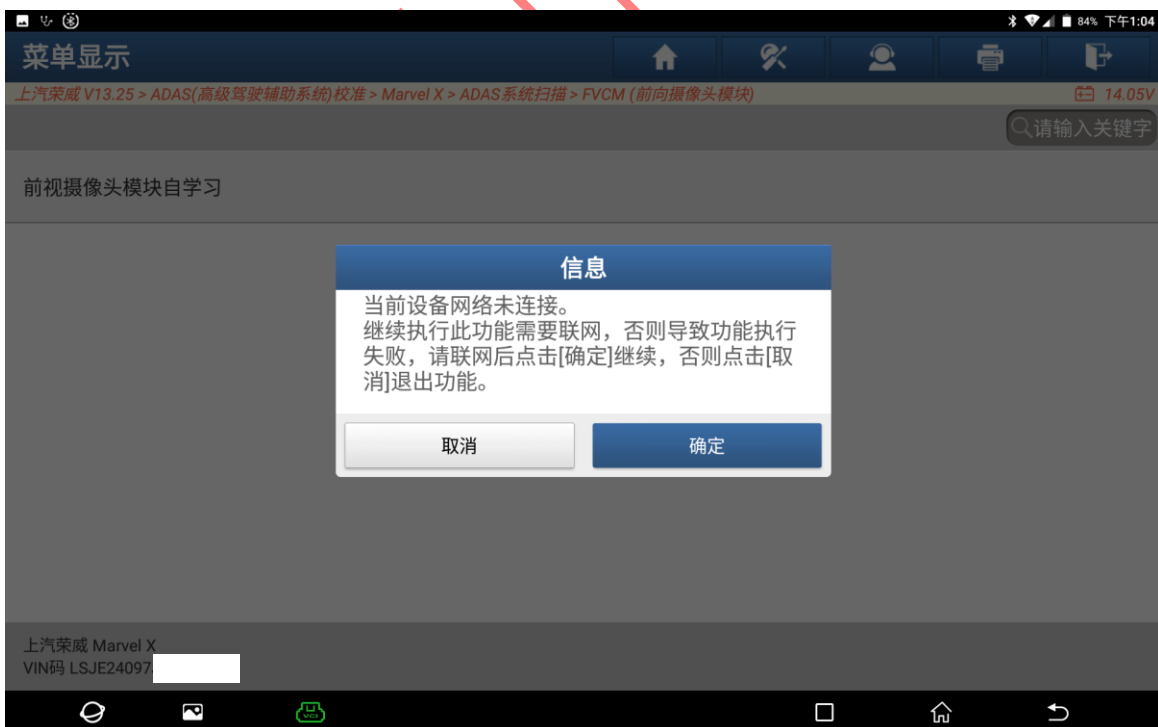 84% 下午1:04
菜单显示
上汽荣威 V13.25 > ADAS(高级驾驶辅助系统)校准 > Marvel X > ADAS系统扫描 > FVCM (前向摄像头模块)
14.05V
请输入关键字
前视摄像头模块自学习
信息
当前设备网络未连接。
继续执行此功能需要联网，否则导致功能执行
失败，请联网后点击[确定]继续，否则点击[取
消]退出功能。
取消
确定
上汽荣威 Marvel X
VIN码 LSJE24097
VCI